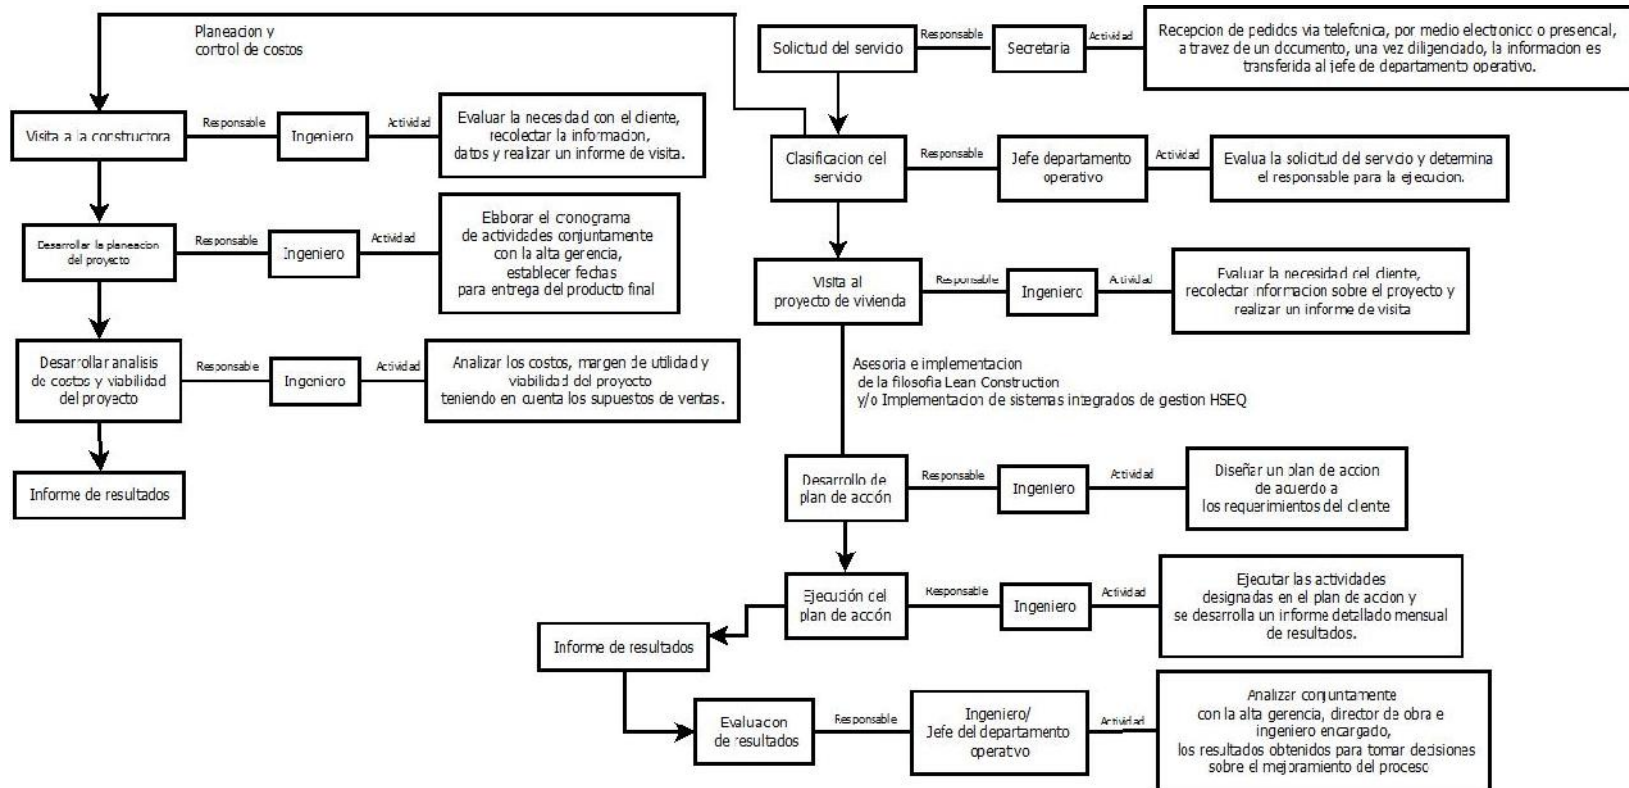 Planeacion y
control de costos
Solicitud del servicio
Responsable
Secretaria
Actividad
Recepcion de pedidos via telefonica, por medio electronico o presencal,
a travez de un documento, una vez diligenciado, la informacion es
transferida al jefe de departamento operativo.
Visita a la constructora
Responsable
Ingeniero
Actividad
Evaluar la necesidad con el cliente,
recolectar la informacion,
datos y realizar un informe de visita.
Clasificacion cel
servicio
Responsable
Jefe departamento
operativo
Actividad
Evalua la solicitud del servicio y determina
el responsable para la ejecucion.
Desarrollar la planeacion
del proyecto
Responsable
Ingeniero
Actividad
Elaborar el cronograma
de actividades conjuntamente
con la alta gerencia,
establecer fechas
para entrega del producto final
Visita al
proyecto de vivienda
Responsable
Ingeniero
Actividad
Evaluar la necesidad cel cliente,
recolectar informacion sobre el proyecto y
realizar un informe de visita
Desarrollar analisis
de costos y viabilidad
del proyecto
Responsable
Ingeniero
Actividad
Analizar los costos, margen de utilidad y
viabilidad del proyecto
teniendo en cuenta los supuestos de ventas.
Asesoria e implementacion
de la filosofia Lean Construction
y/o Implementacion de sistemas integrados de gestion HSEQ
Informe de resultados
Desarrollo de
plan de accón
Responsable
Ingeniero
Actividad
Diseñar un plan de accion
de acuerdo a
los requerimientos del cliente
Ejecución del
plan de accón
Responsable
Ingeniero
Actividad
Ejecutar las actividades
designadas en el plan de accion y
se desarrolla un informe detallado mensual
de resultados.
Informe de resultados
Evaluacon
de resultados
Responsable
Ingeniero/
Jefe del departamento
operativo
Actividad
Analizar conjuntamente
con la alta gerencia, director de obra e
ingeniero encargado,
los resultados obtenidos para tomar decisiones
sobre el mejoramiento del proceso